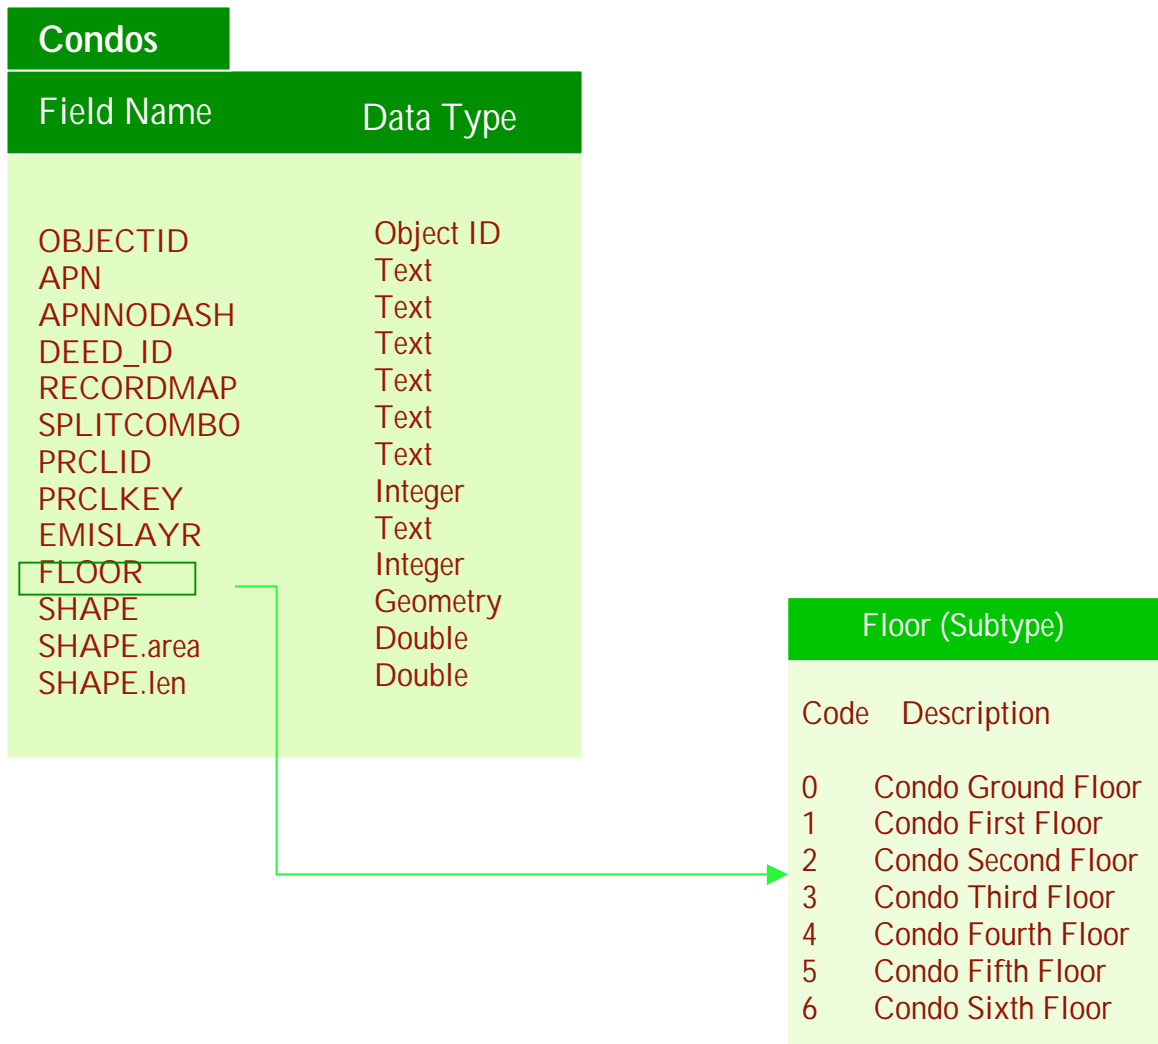 Condos
Field Name Data Type
OBJECTID Object ID
APN Text
APNNODASH Text
DEED_ID Text
RECORDMAP Text
SPLITCOMBO Text
PRCLID Text
PRCLKEY Integer
EMISLAYR Text
FLOOR Integer
SHAPE Geometry
SHAPE.area Double
SHAPE.len Double
Floor (Subtype)
Code Description
0 Condo Ground Floor
1 Condo First Floor
2 Condo Second Floor
3 Condo Third Floor
4 Condo Fourth Floor
5 Condo Fifth Floor
6 Condo Sixth Floor